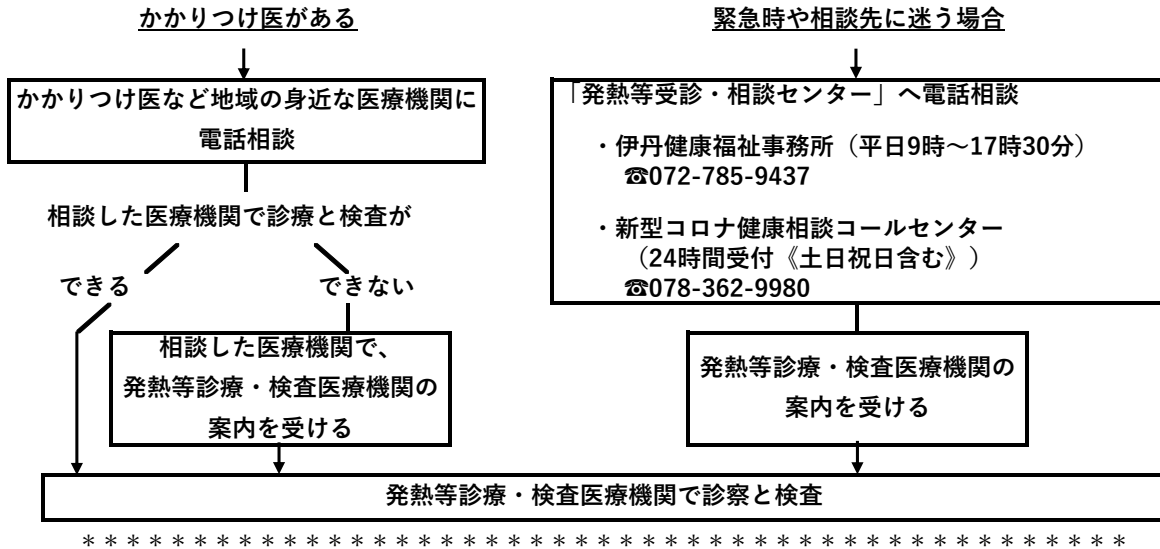 かかりつけ医がある
かかりつけ医など地域の身近な医療機関に
電話相談
相談した医療機関で診療と検査が
できる
できない
相談した医療機関で、
発熱等診療・検査医療機関の
案内を受ける
緊急時や相談先に迷う場合
「発熱等受診・相談センター」へ電話相談
・伊丹健康福祉事務所（平日9時～17時30分）
☎072-785-9437
・新型コロナ健康相談コールセンター
（24時間受付《土日祝日含む》）
☎078-362-9980
発熱等診療・検査医療機関の
案内を受ける
発熱等診療・検査医療機関で診察と検査
＊＊＊＊＊＊＊＊＊＊＊＊＊＊＊＊＊＊＊＊＊＊＊＊＊＊＊＊＊＊＊＊＊＊＊＊＊＊＊＊＊＊＊＊＊＊＊